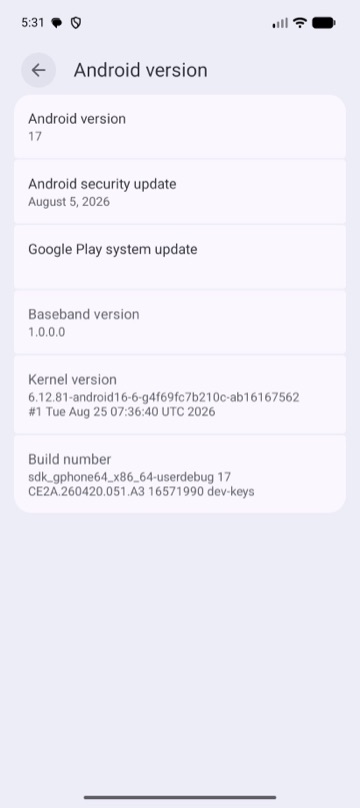 5:31
Android version
Android version
17
Android security update
August 5, 2026
Google Play system update
Baseband version
1.0.0.0
Kernel version
6.12.81-android16-6-g4f69fc7b210c-ab16167562
#1 Tue Aug 25 07:36:40 UTC 2026
Build number
sdk_gphone64_x86_64-userdebug 17
CE2A.260420.051.A3 16571990 dev-keys